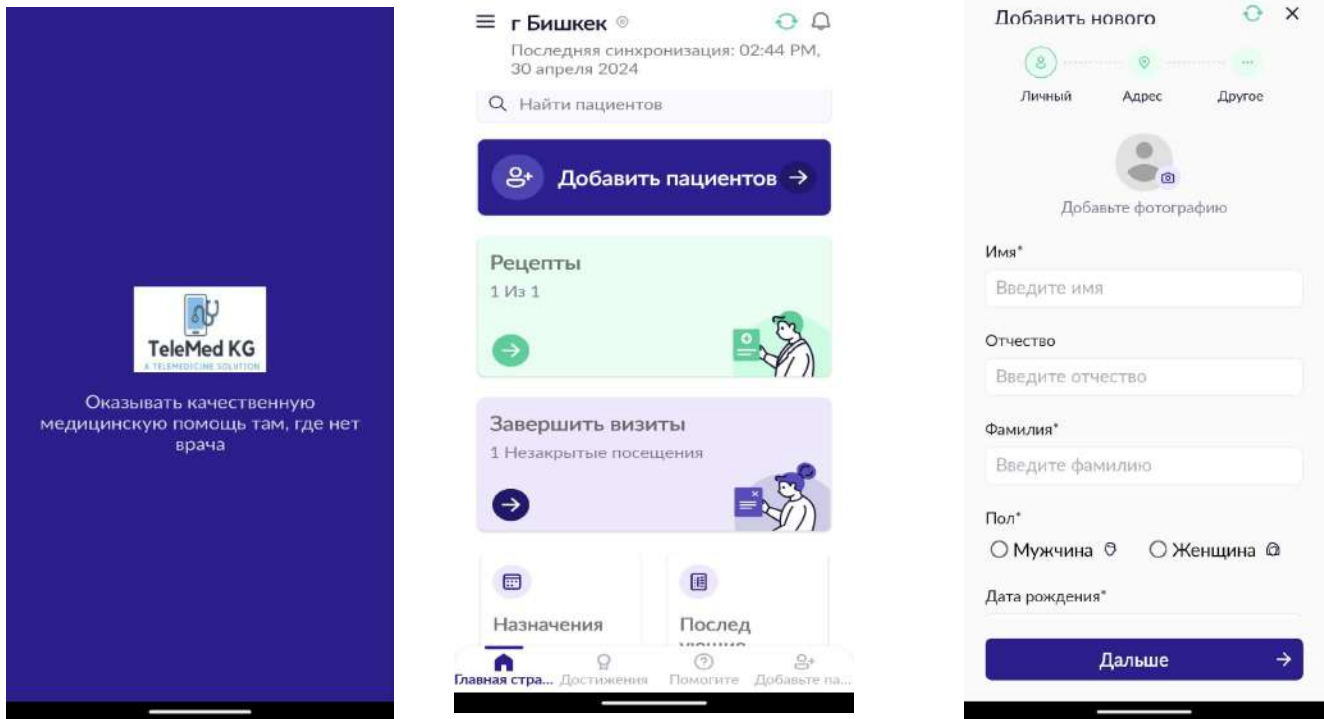 TeleMed KG
A TELEMEDICINE SOLUTION
Оказывать качественную
медицинскую помощь там, где нет
врача
г Бишкек
Последняя синхронизация: 02:44 PM,
30 апреля 2024
Найти пациентов
Добавить пациентов
Рецепты
1 Из 1
Завершить визиты
1 Незакрытые посещения
Назначения
Послед
Главная стра...
Достижения
Помогите
Добавьте па...
Добавить нового
Личный
Адрес
Другое
Добавьте фотографию
Имя*
Введите имя
Отчество
Введите отчество
Фамилия*
Введите фамилию
Пол*
Мужчина
Женщина
Дата рождения*
Дальше